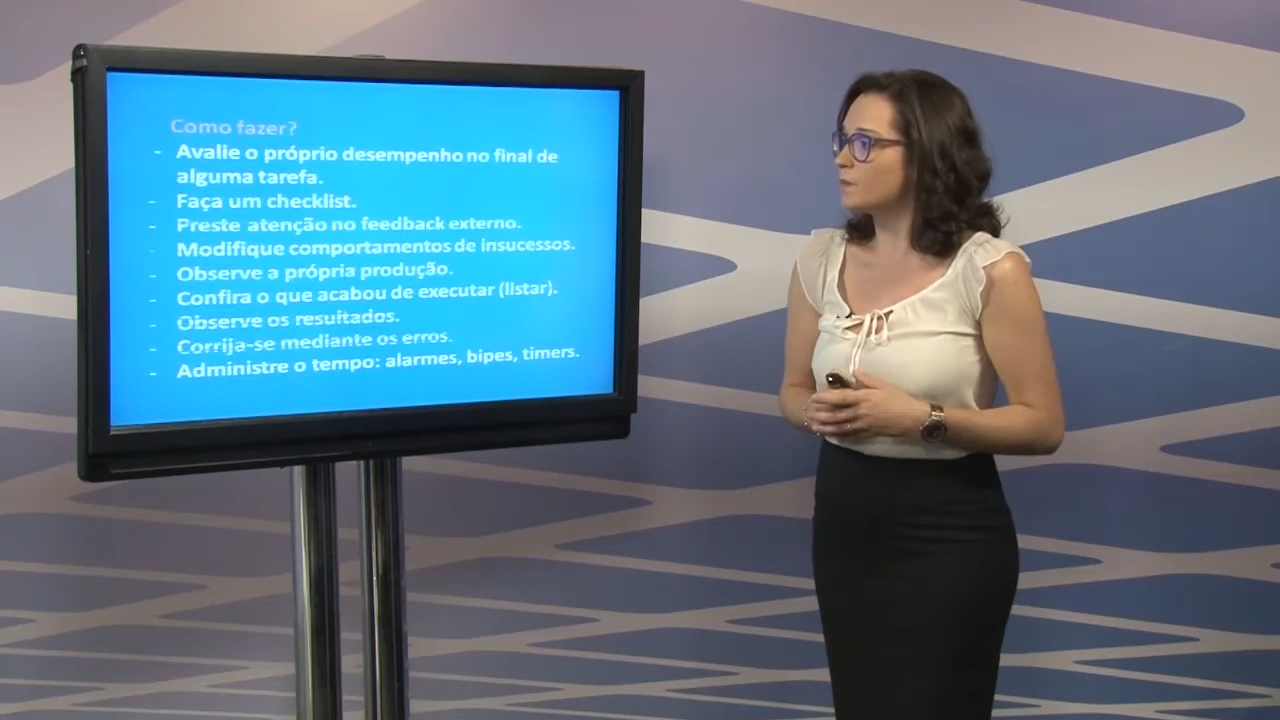 Como fazer?
- Avalie o próprio desempenho no final de
alguma tarefa.
- Faça um checklist.
- Preste atenção no feedback externo.
- Modifique comportamentos de insucessos.
- Observe a própria produção.
- Confira o que acabou de executar (listar).
- Observe os resultados.
- Corrija-se mediante os erros.
- Administre o tempo: alarmes, bipes, timers.